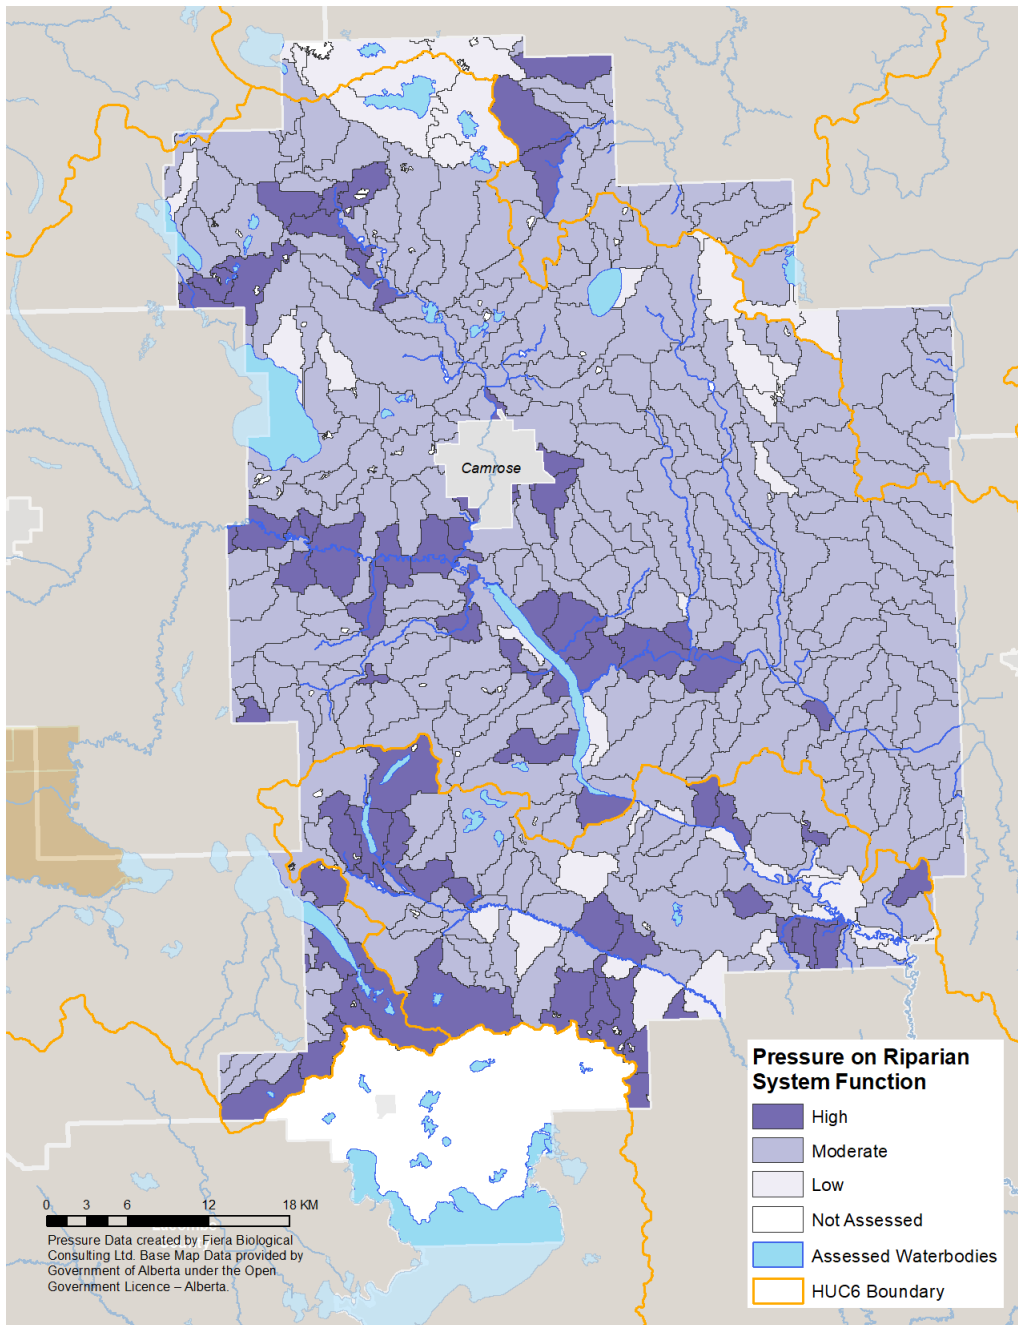 Camrose
Pressure on Riparian
System Function
High
Moderate
Low
Not Assessed
Assessed Waterbodies
HUC6 Boundary
0 3 6 12 18 KM
Pressure Data created by Fiera Biological
Consulting Ltd. Base Map Data provided by
Government of Alberta under the Open
Government Licence – Alberta.